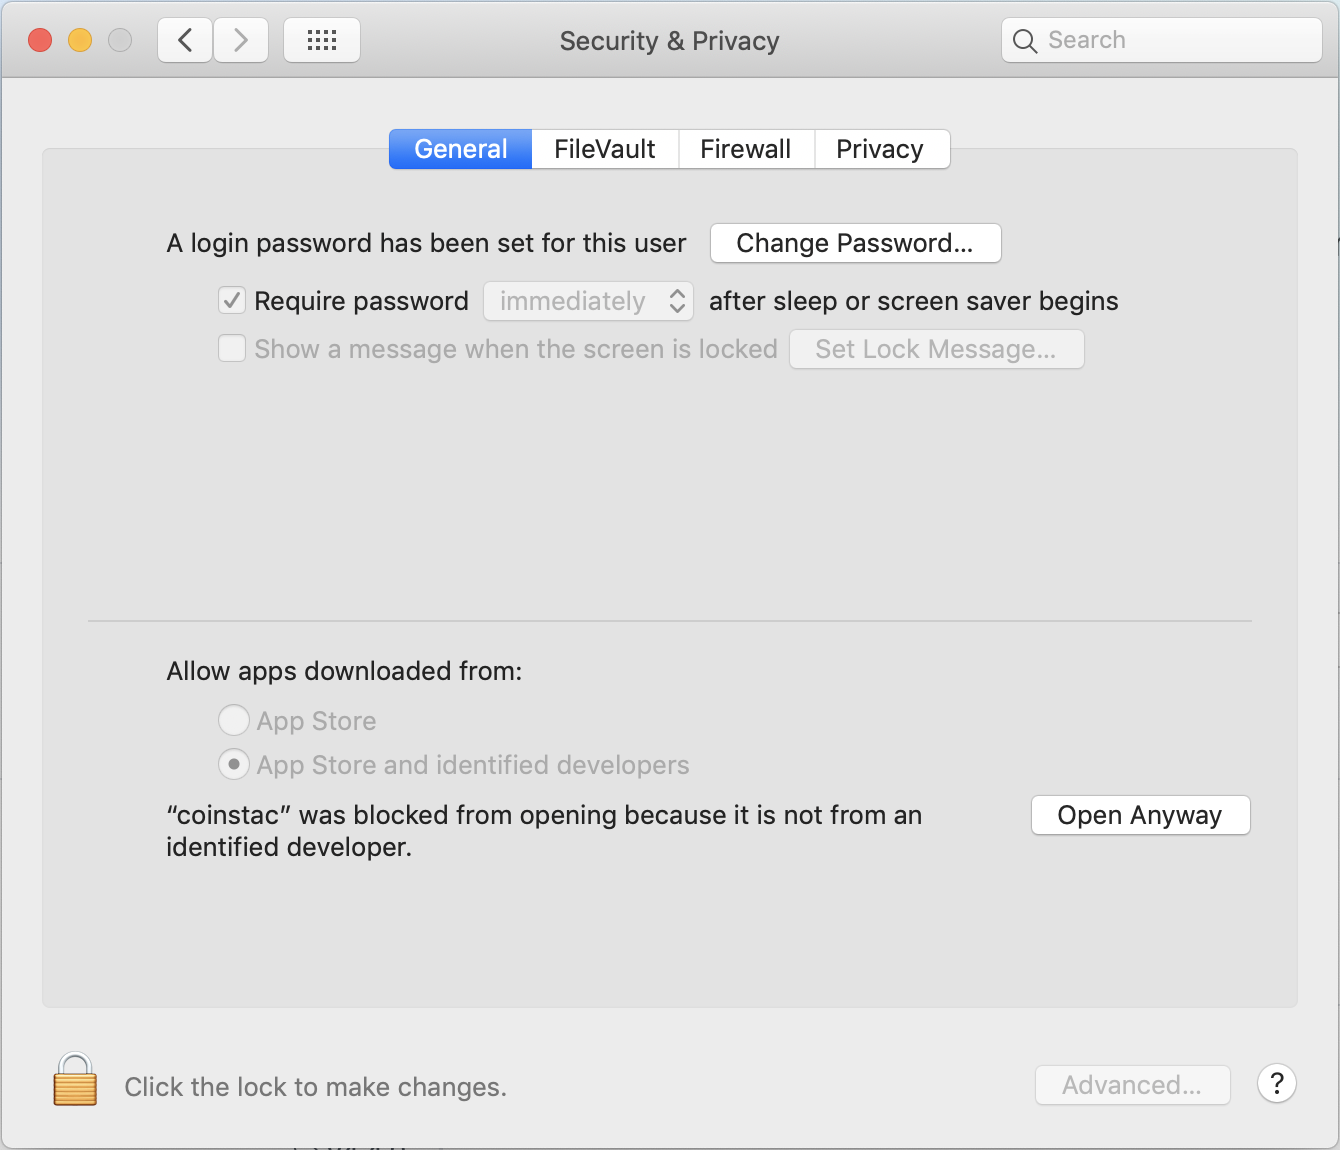 Security & Privacy
Search
General
FileVault
Firewall
Privacy
A login password has been set for this user
Change Password...
Require password
immediately
after sleep or screen saver begins
Show a message when the screen is locked
Set Lock Message...
Allow apps downloaded from:
App Store
App Store and identified developers
“coinstac” was blocked from opening because it is not from an
identified developer.
Open Anyway
Click the lock to make changes.
Advanced...
?